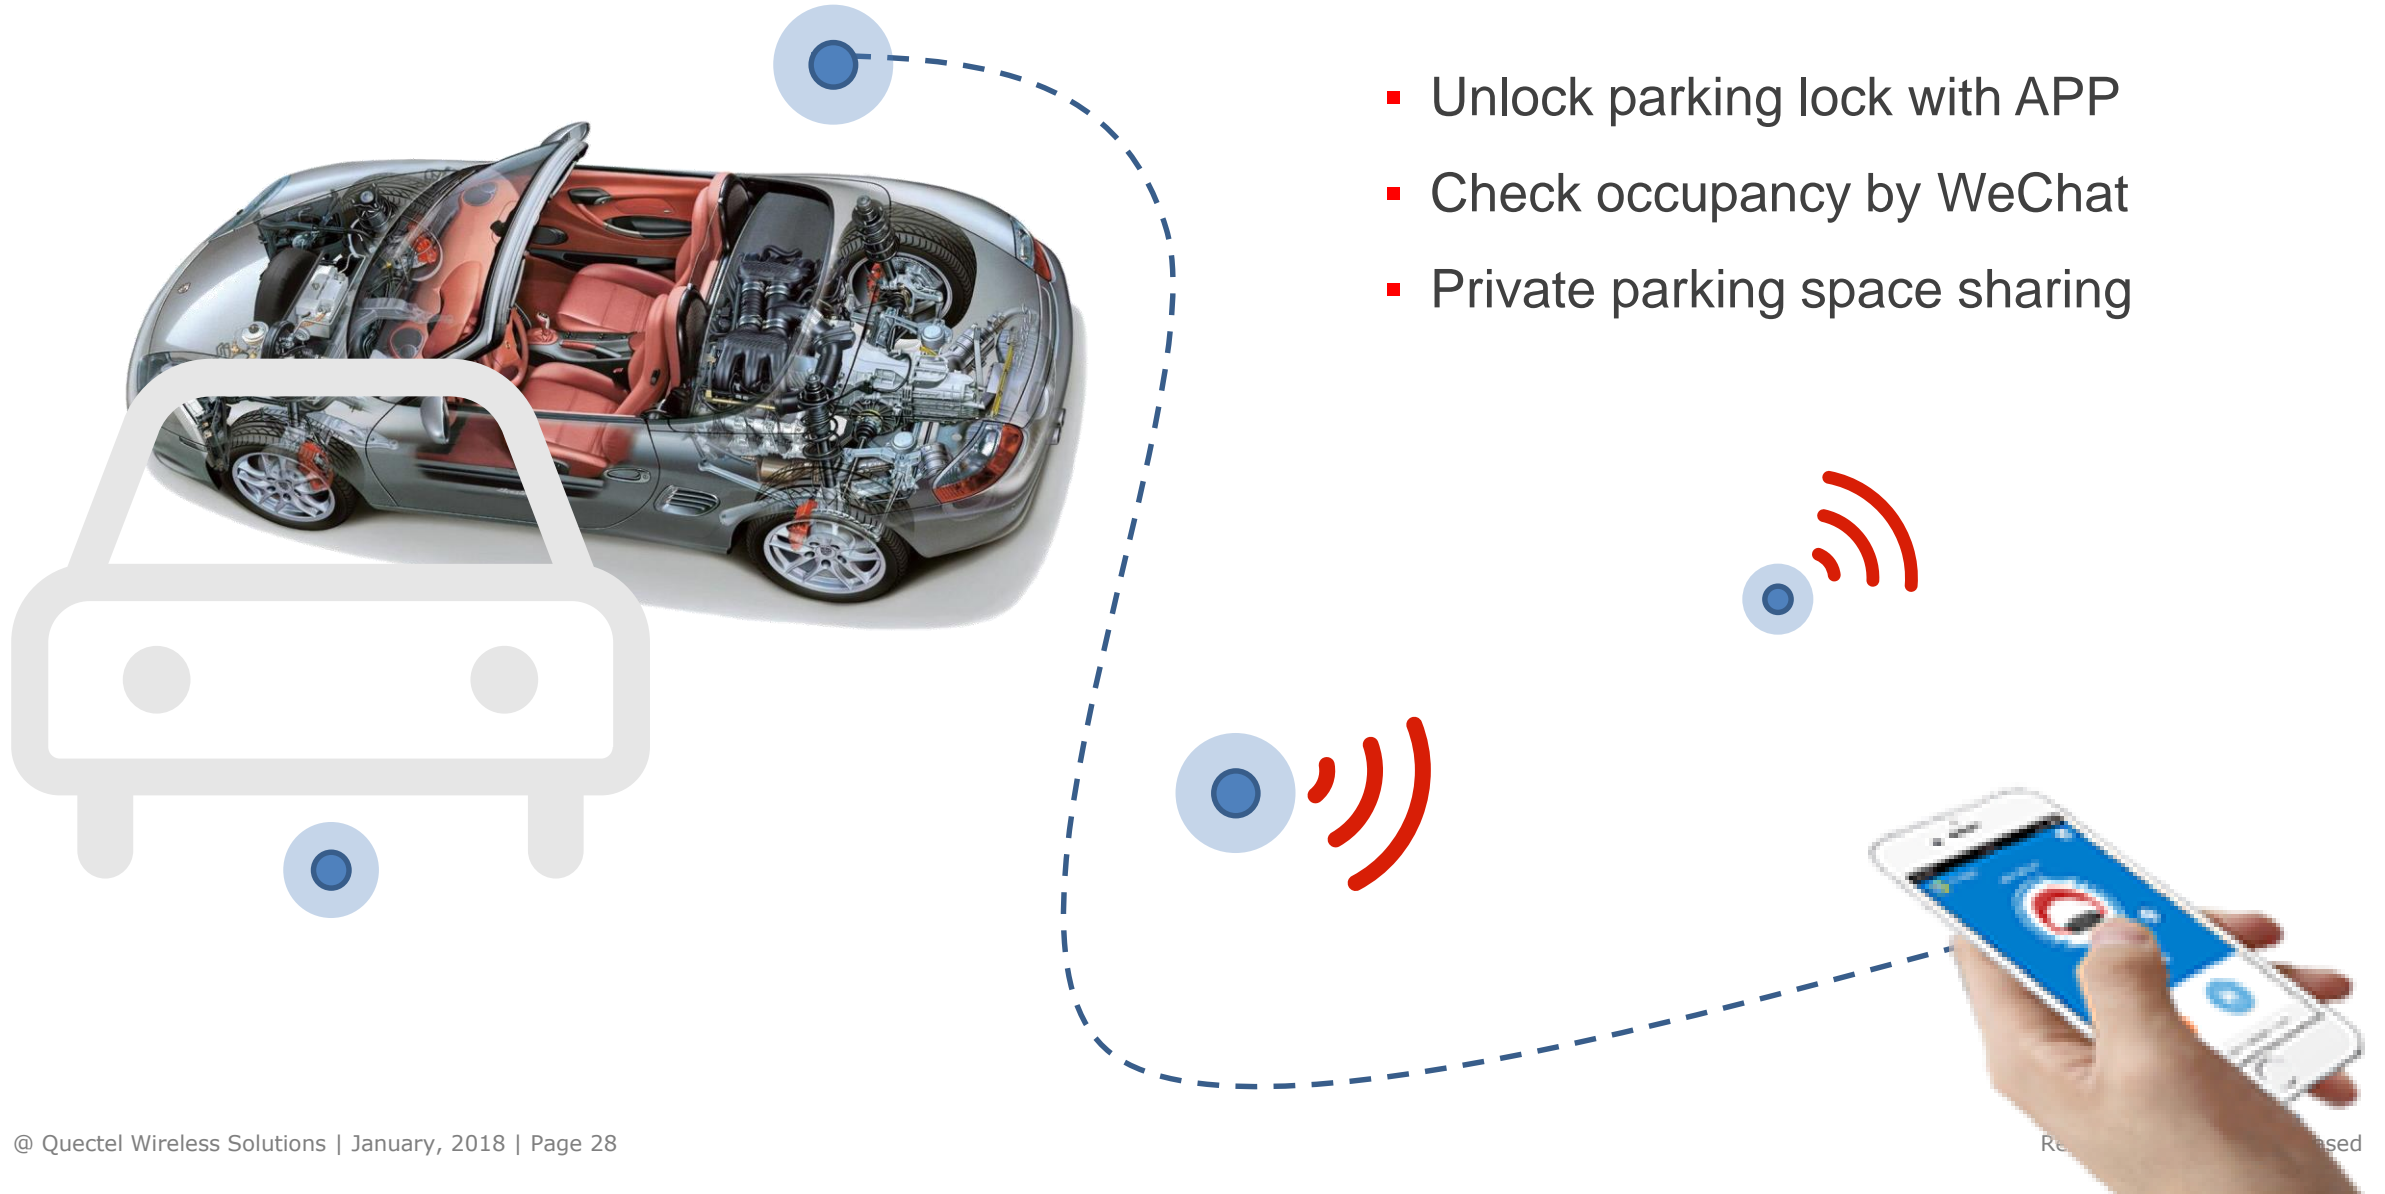 Unlock parking lock with APP
Check occupancy by WeChat
Private parking space sharing
@ Quectel Wireless Solutions | January, 2018 | Page 28